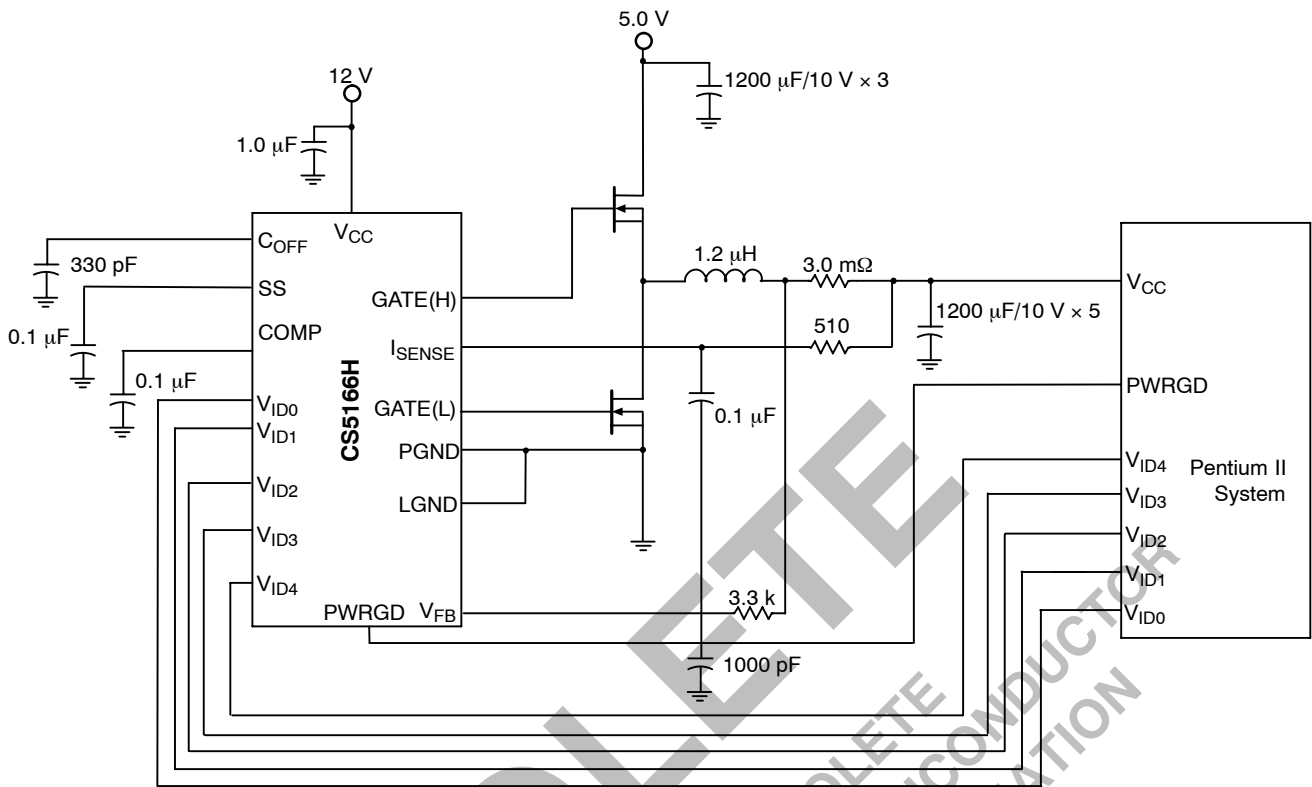 5.0 V
1200 μF/10 V × 3
12 V
1.0 μF
VCC
COFF
330 pF
SS
0.1 μF
COMP
0.1 μF
VID0
VID1
VID2
VID3
VID4
CS5166H
GATE(H)
ISENSE
GATE(L)
PGND
LGND
PWRGD
VFB
1.2 μH
3.0 mΩ
510
0.1 μF
3.3 k
1000 pF
1200 μF/10 V × 5
VCC
PWRGD
VID4
VID3
VID2
VID1
VID0
Pentium II
System